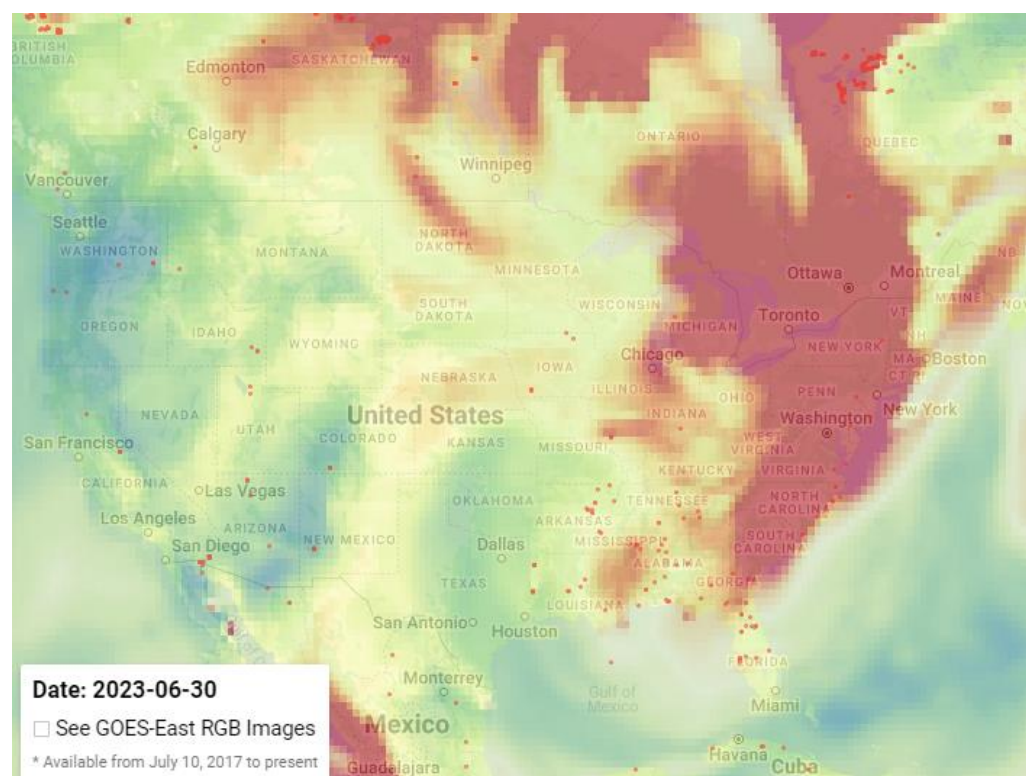 BRITISH
COLUMBIA
Edmonton
SASKATCHEWAN
Calgary
Winnipeg
ONTARIO
QUEBEC
Vancouver
Seattle
WASHINGTON
MONTANA
NORTH
DAKOTA
MINNESOTA
Ottawa
Montreal
NB
MAINE
OREGON
IDAHO
SOUTH
DAKOTA
WISCONSIN
MICHIGAN
Toronto
VT
NH
WYOMING
Chicago
NEW YORK
MA
Boston
CT
NEBRASKA
IOWA
ILLINOIS
OHIO
PENN
New York
NEVADA
United States
INDIANA
Washington
UTAH
COLORADO
KANSAS
MISSOURI
WEST
VIRGINIA
San Francisco
KENTUCKY
VIRGINIA
CALIFORNIA
Las Vegas
OKLAHOMA
TENNESSEE
NORTH
CAROLINA
Los Angeles
ARIZONA
NEW MEXICO
ARKANSAS
San Diego
Dallas
MISSISSIPPI
SOUTH
CAROLINA
TEXAS
ALABAMA
GEORGIA
LOUISIANA
San Antonio
Houston
FLORIDA
Monterrey
Gulf of
Mexico
Miami
Mexico
Havana
Cuba
Guadalajara
Date: 2023-06-30
See GOES-East RGB Images
* Available from July 10, 2017 to present